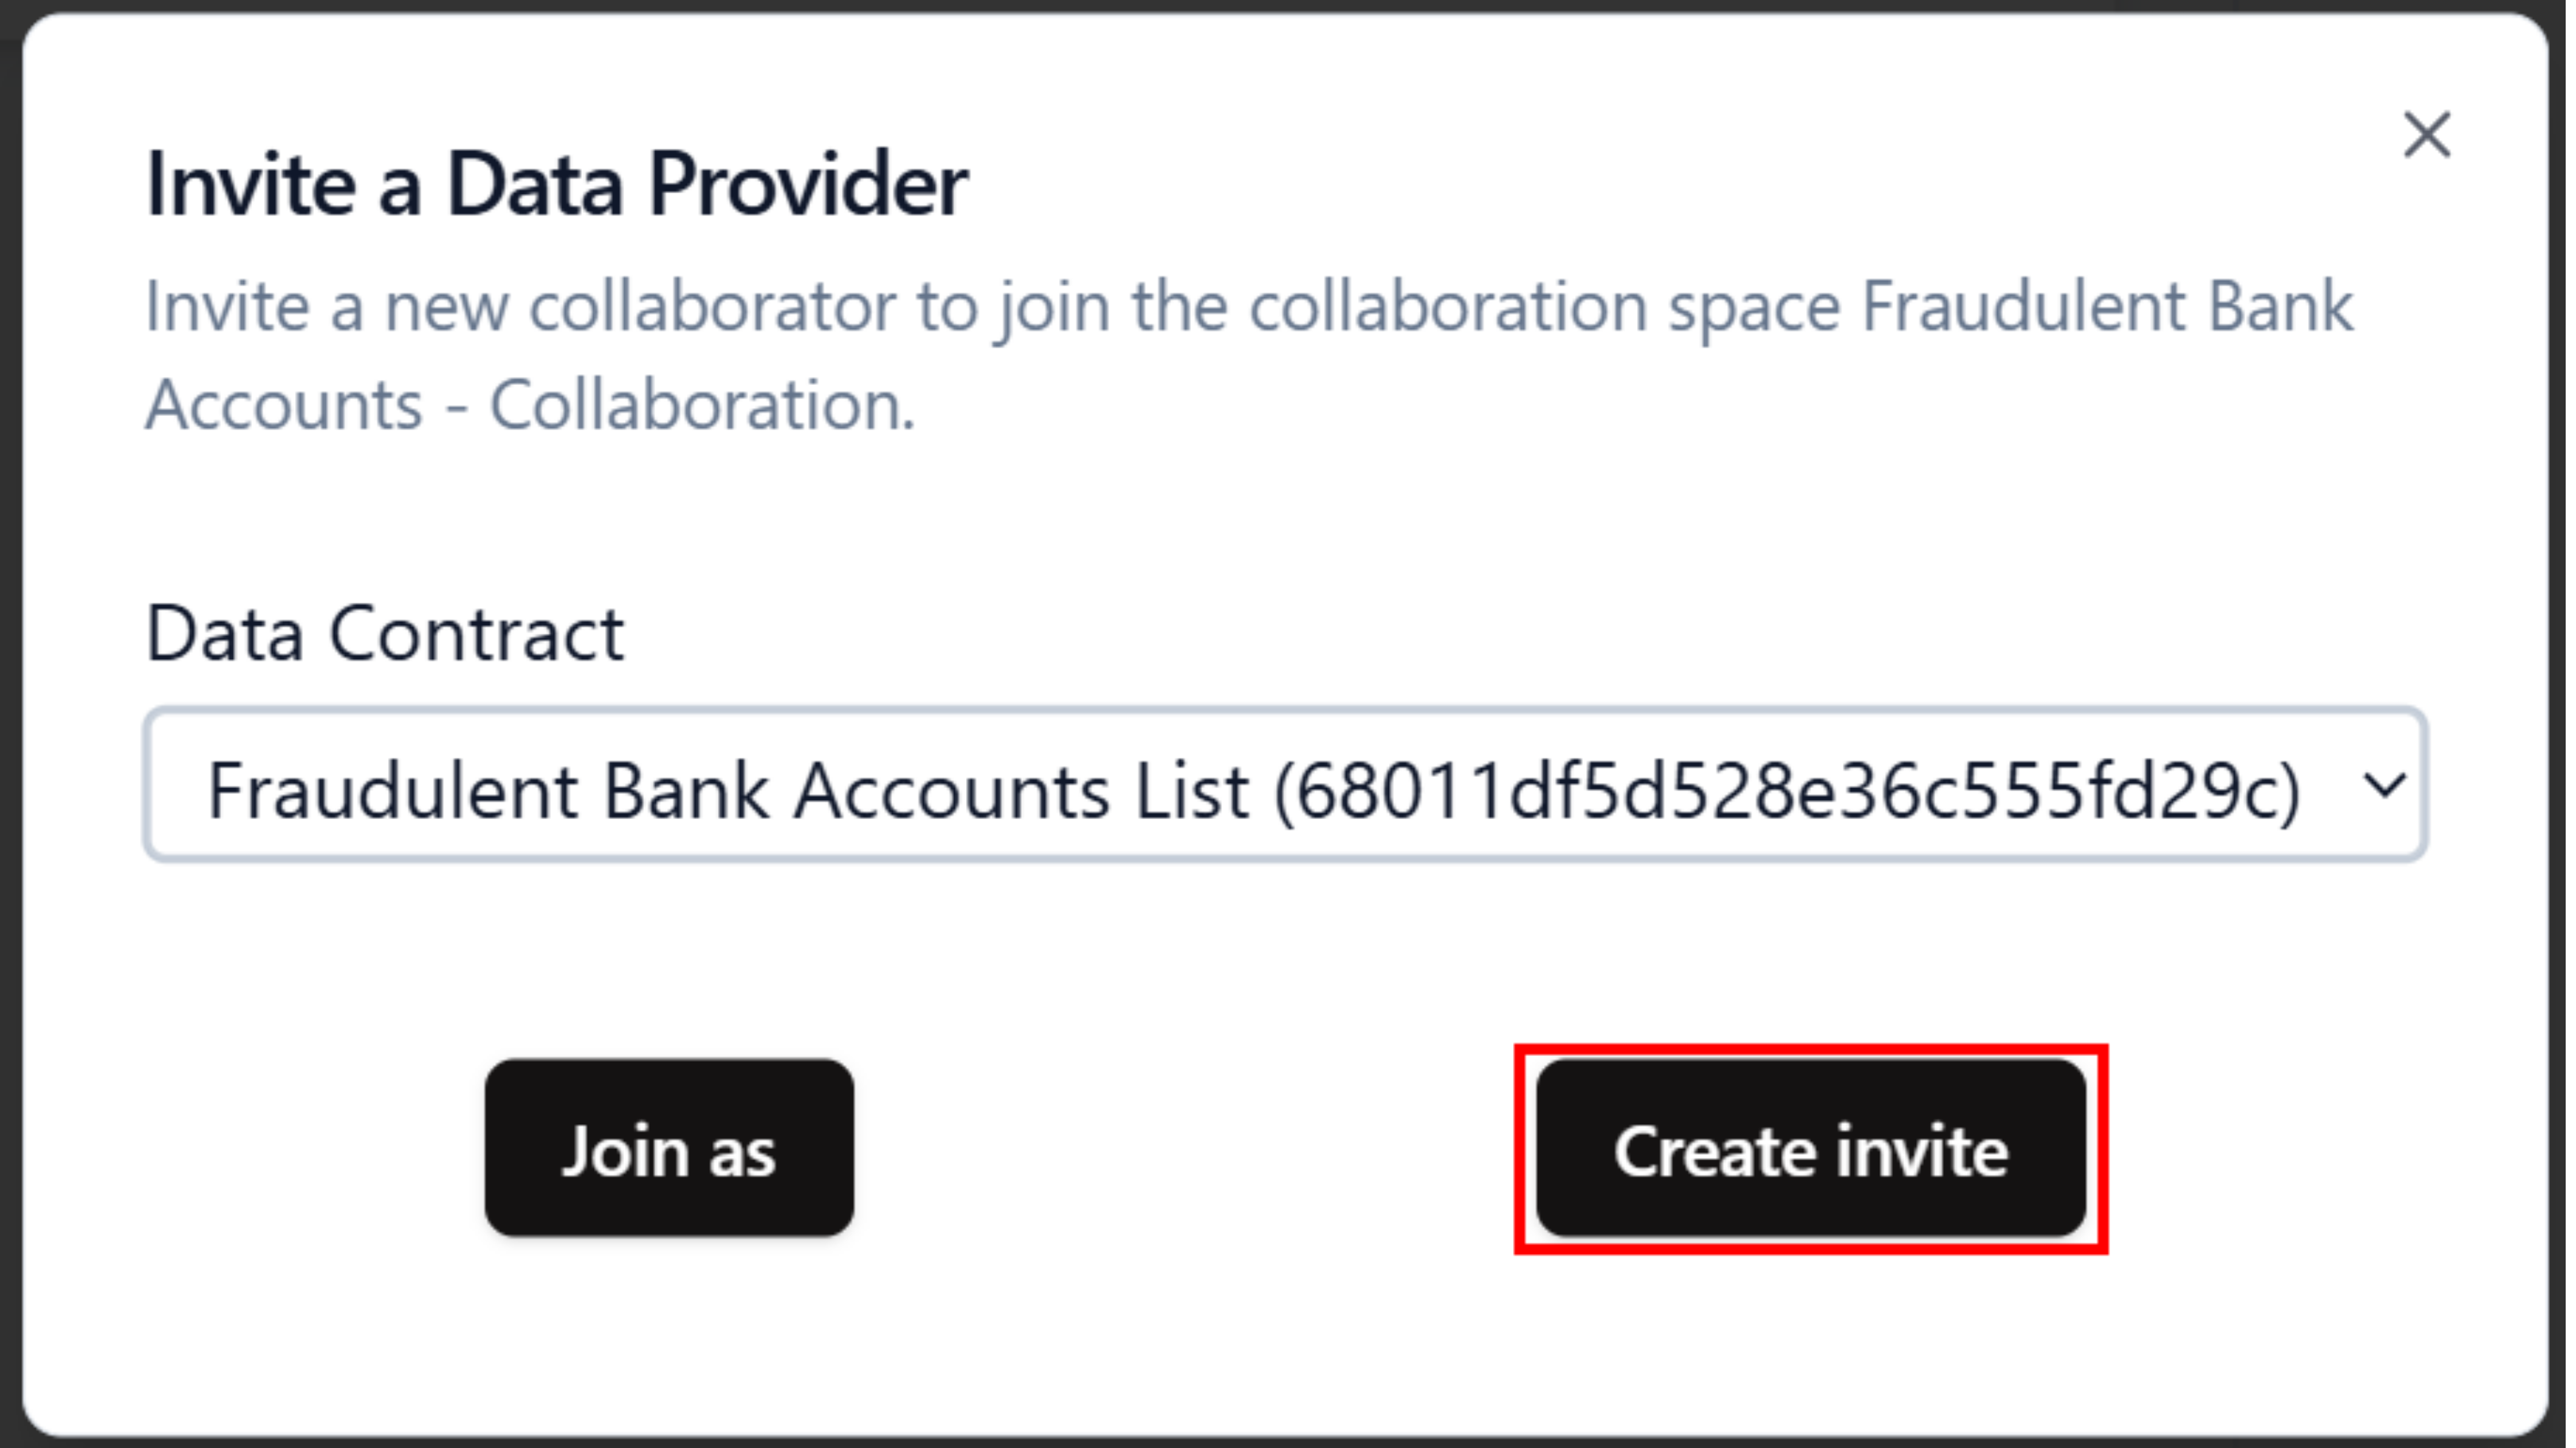 Invite a Data Provider
Invite a new collaborator to join the collaboration space Fraudulent Bank
Accounts - Collaboration.
Data Contract
Fraudulent Bank Accounts List (68011df5d528e36c555fd29c)
Join as
Create invite